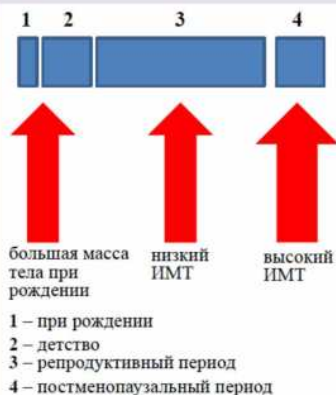 1 2 3 4
большая масса тела при рождении
низкий ИМТ
высокий ИМТ
1 – при рождении
2 – детство
3 – репродуктивный период
4 – постменопаузальный период